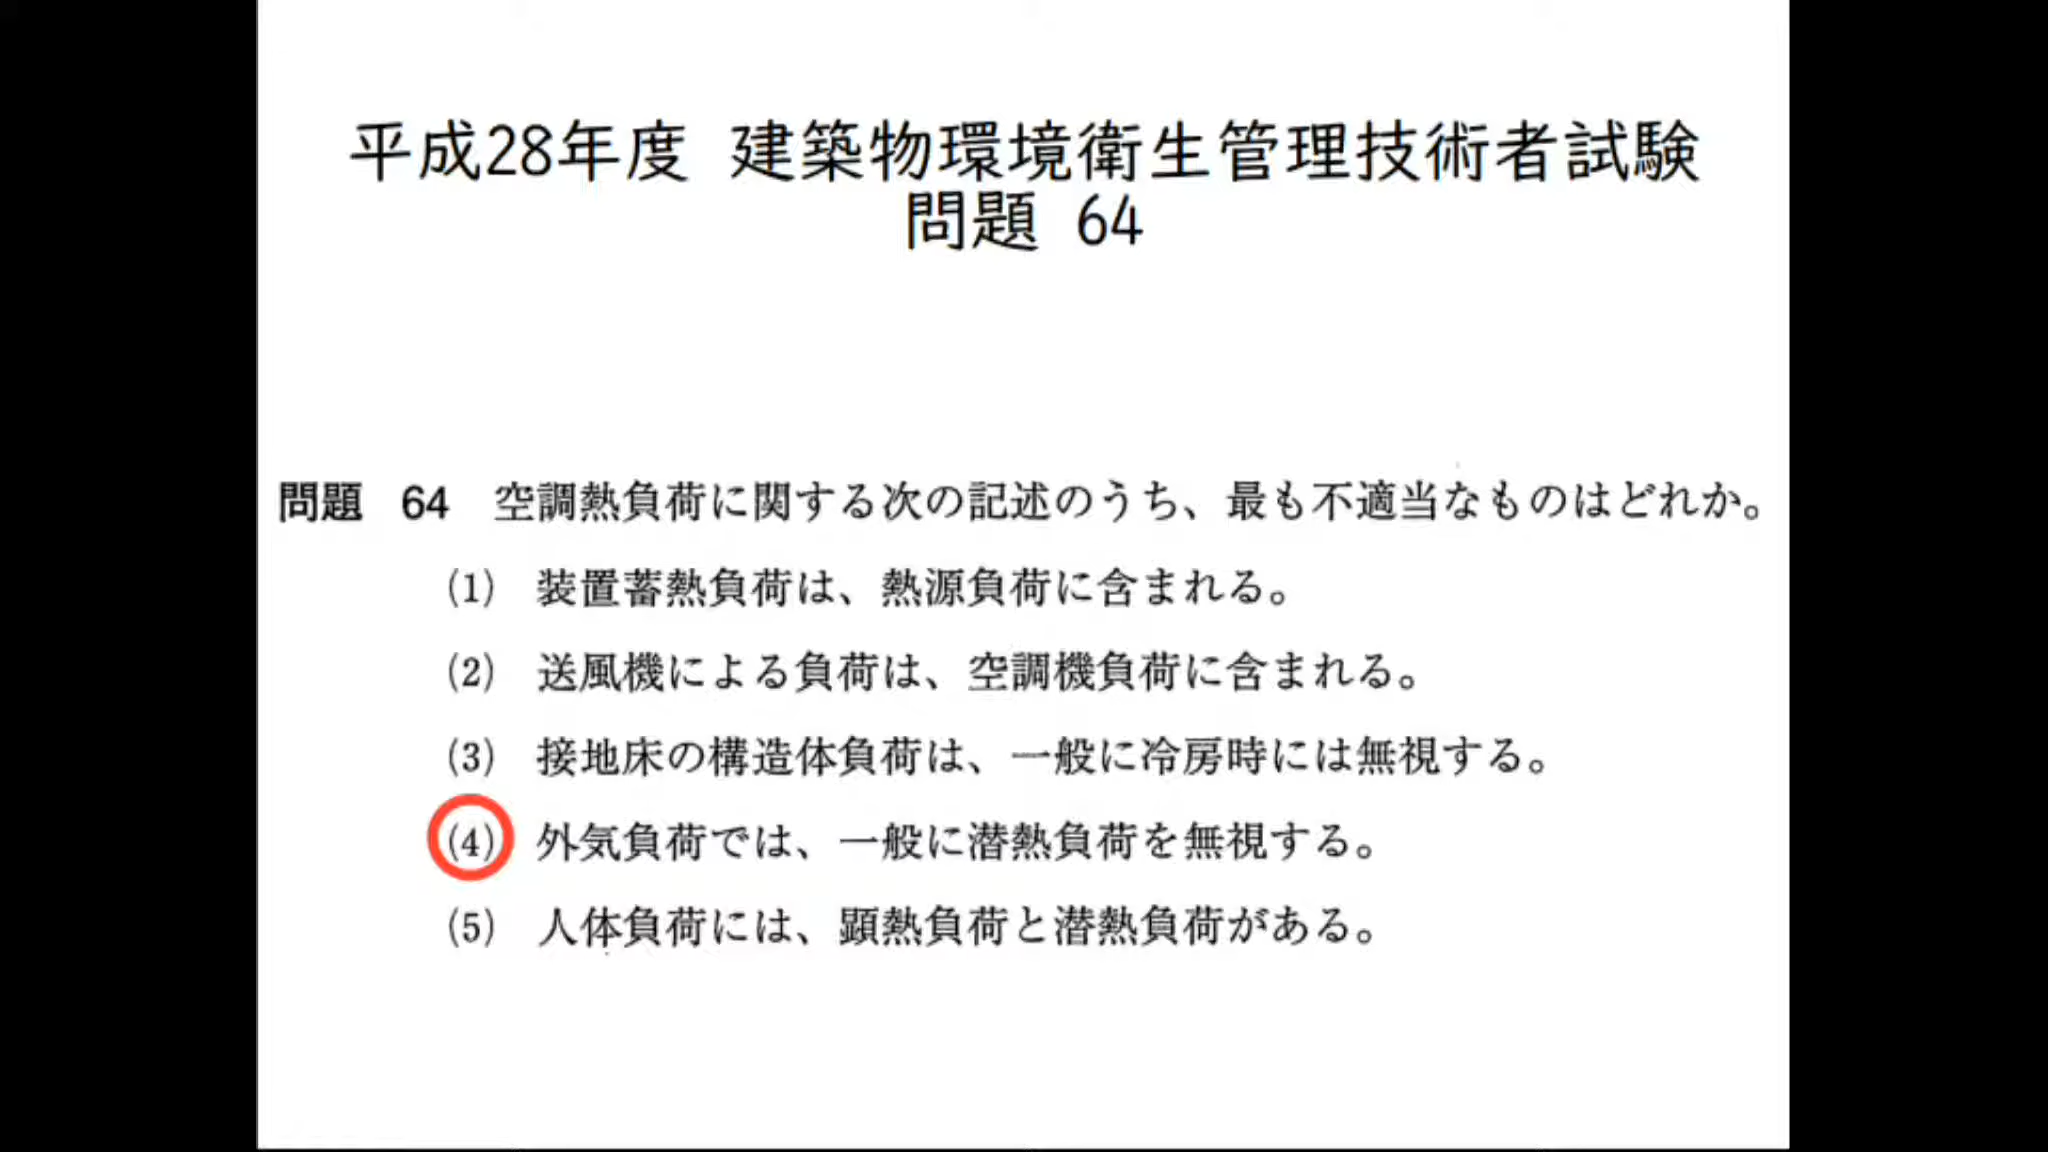 平成28年度 建築物環境衛生管理技術者試験
問題 64
問題 64 空調熱負荷に関する次の記述のうち、最も不適当なものはどれか。
(1) 装置蓄熱負荷は、熱源負荷に含まれる。
(2) 送風機による負荷は、空調機負荷に含まれる。
(3) 接地床の構造体負荷は、一般に冷房時には無視する。
(4) 外気負荷では、一般に潜熱負荷を無視する。
(5) 人体負荷には、顕熱負荷と潜熱負荷がある。